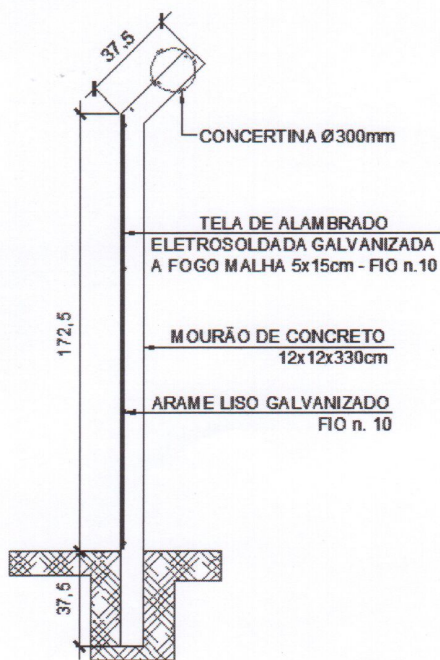 37,5
CONCERTINA Ø300mm
TELA DE ALAMBRADO
ELETROSOLDADA GALVANIZADA
A FOGO MALHA 5x15cm - FIO n.10
172,5
MOURÃO DE CONCRETO
12x12x330cm
ARAME LISO GALVANIZADO
FIO n. 10
37,5